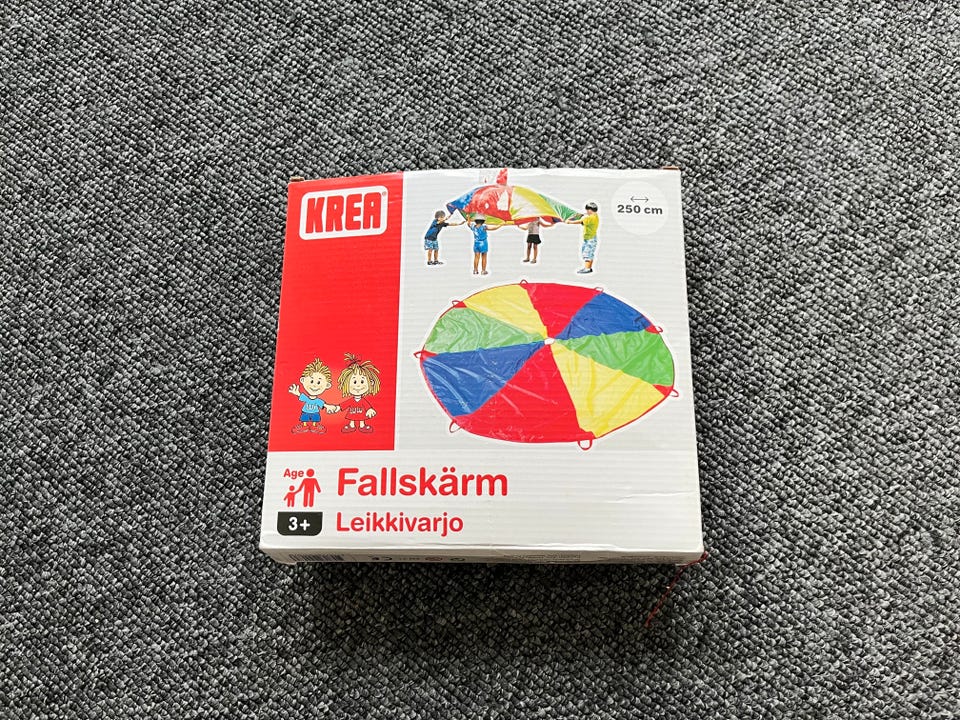 KREA
250 cm
Age
3+
Fallskärm
Leikkivarjo